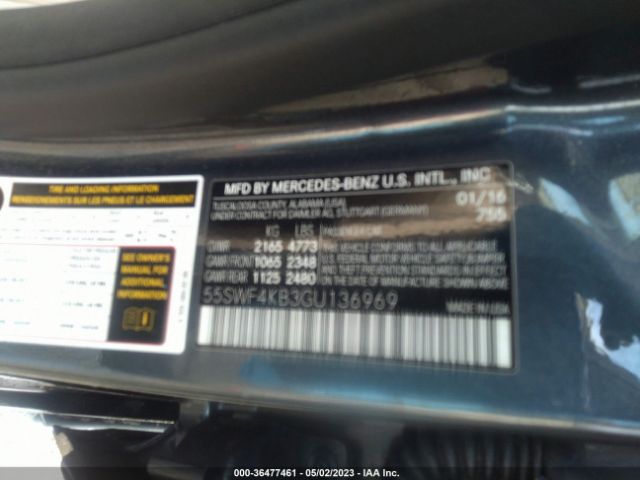 TIRE AND LOADING INFORMATION
RENSEIGNEMENTS SUR LES PNEUS ET LE CHARGEMENT
SEE OWNER'S
MANUAL FOR
ADDITIONAL
INFORMATION
MFD BY MERCEDES-BENZ U.S. INTL., INC
TUSCALOOSA COUNTY, ALABAMA (USA) 01/16
UNDER CONTRACT FOR DAIMLER AG STUTTGART (GERMANY) 755
KG LBS
GVWR 2165 4773 THIS VEHICLE CONFORMS TO ALL APPLICABLE
GAWR FRONT 1065 2348 FEDERAL MOTOR VEHICLE SAFETY, BUMPER
GAWR REAR 1125 2480 AND THEFT PREVENTION STANDARDS IN EFFECT ON THE DATE OF MANUFACTURE SHOWN ABOVE
55SWF4KB3GU136969 MADE IN USA
000-36477461 - 05/02/2023 - IAA Inc.